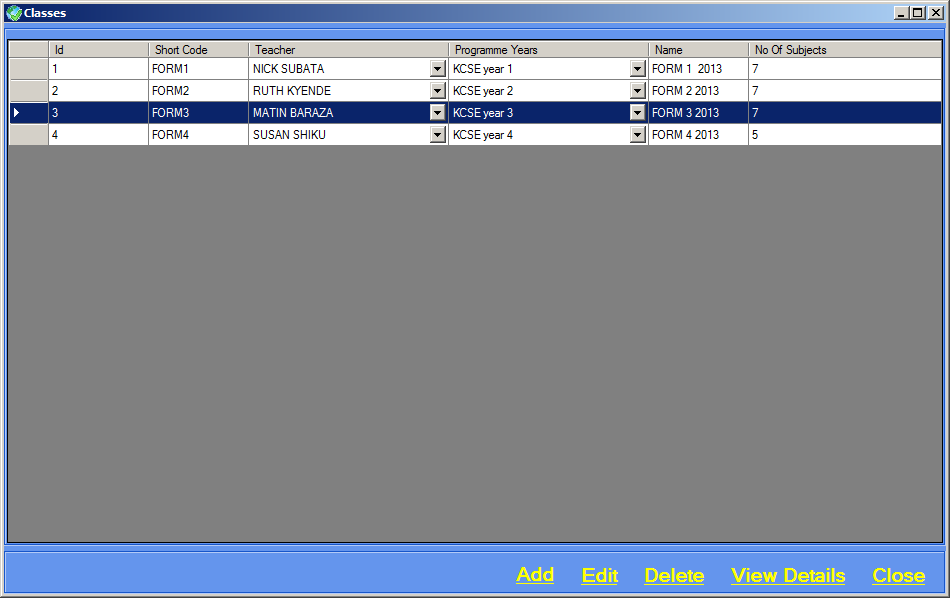 Classes
Id Short Code Teacher Programme Years Name No Of Subjects
1 FORM1 NICK SUBATA KCSE year 1 FORM 1  2013 7
2 FORM2 RUTH KYENDE KCSE year 2 FORM 2 2013 7
3 FORM3 MATIN BARAZA KCSE year 3 FORM 3 2013 7
4 FORM4 SUSAN SHIKU KCSE year 4 FORM 4 2013 5
Add Edit Delete View Details Close